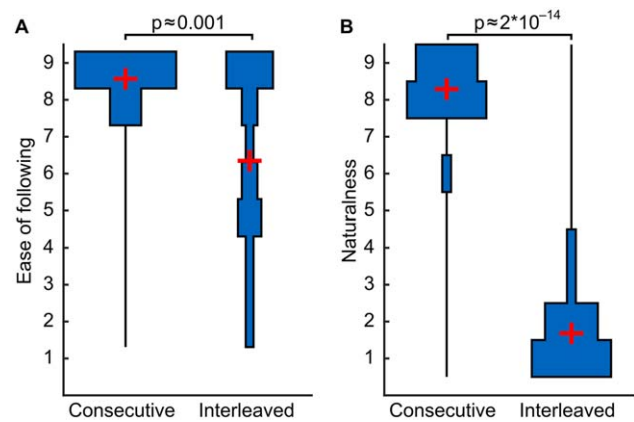 A
p≈0.001
Ease of following
9
8
7
6
5
4
3
2
1
Consecutive Interleaved
B
p≈2*10⁻¹⁴
Naturalness
9
8
7
6
5
4
3
2
1
Consecutive Interleaved